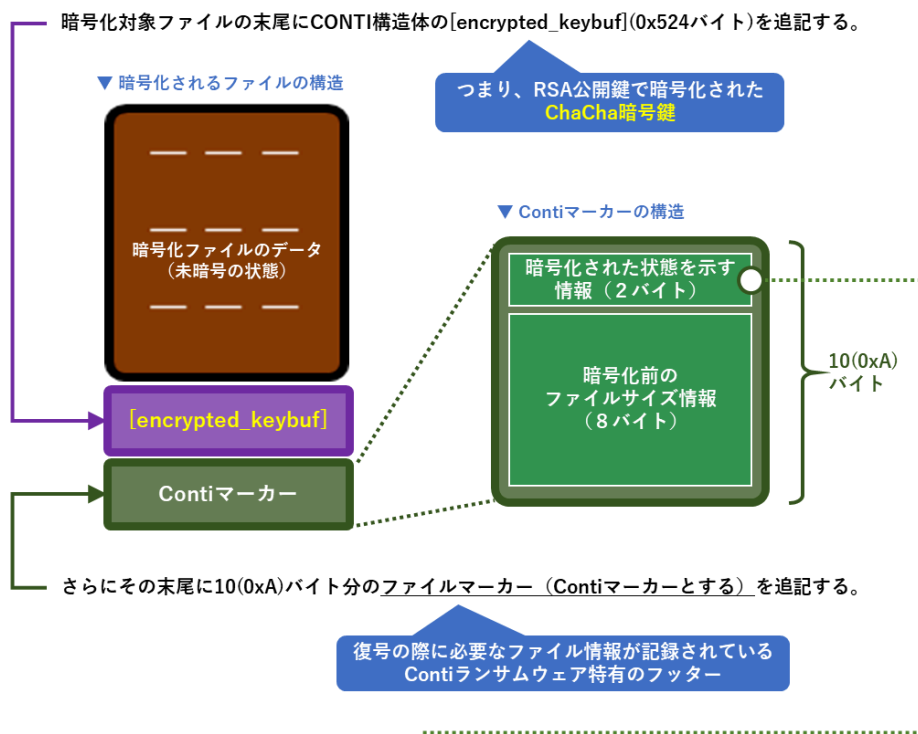 暗号化対象ファイルの末尾にCONTI構造体の[encrypted_keybuf](0x524バイト)を追記する。
つまり、RSA公開鍵で暗号化された
ChaCha暗号鍵
▼ 暗号化されるファイルの構造
暗号化ファイルのデータ
（未暗号の状態）
[encrypted_keybuf]
Contiマーカー
▼ Contiマーカーの構造
暗号化された状態を示す
情報（２バイト）
暗号化前の
ファイルサイズ情報
（８バイト）
10(0xA)
バイト
さらにその末尾に10(0xA)バイト分のファイルマーカー（Contiマーカーとする）を追記する。
復号の際に必要なファイル情報が記録されている
Contiランサムウェア特有のフッター